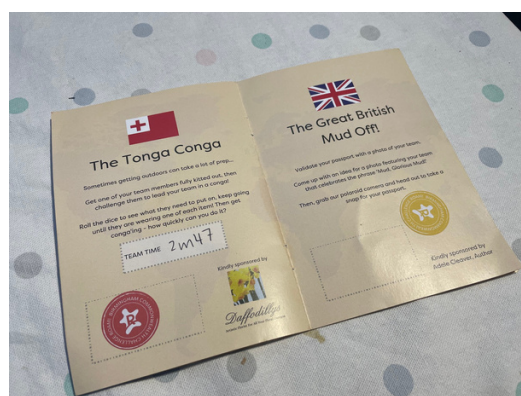 The Tonga Conga
Sometimes getting outdoors can take a lot of prep...
Get one of your team members fully kitted out, then
challenge them to lead your team in a conga!
Roll the dice to see what they need to put on, keep going
until they are wearing one of each item! Then get
conga'ing - how quickly can you do it?
TEAM TIME 2m47
Kindly sponsored by
Daffodillys
The Great British
Mud Off!
Validate your passport with a photo of your team.
Come up with an idea for a photo featuring your team
that celebrates the phrase 'Mud, Glorious Mud!'
Then, grab our polaroid camera and head out to take a
snap for your passport.
Kindly sponsored by
Adele Cleaver, Author